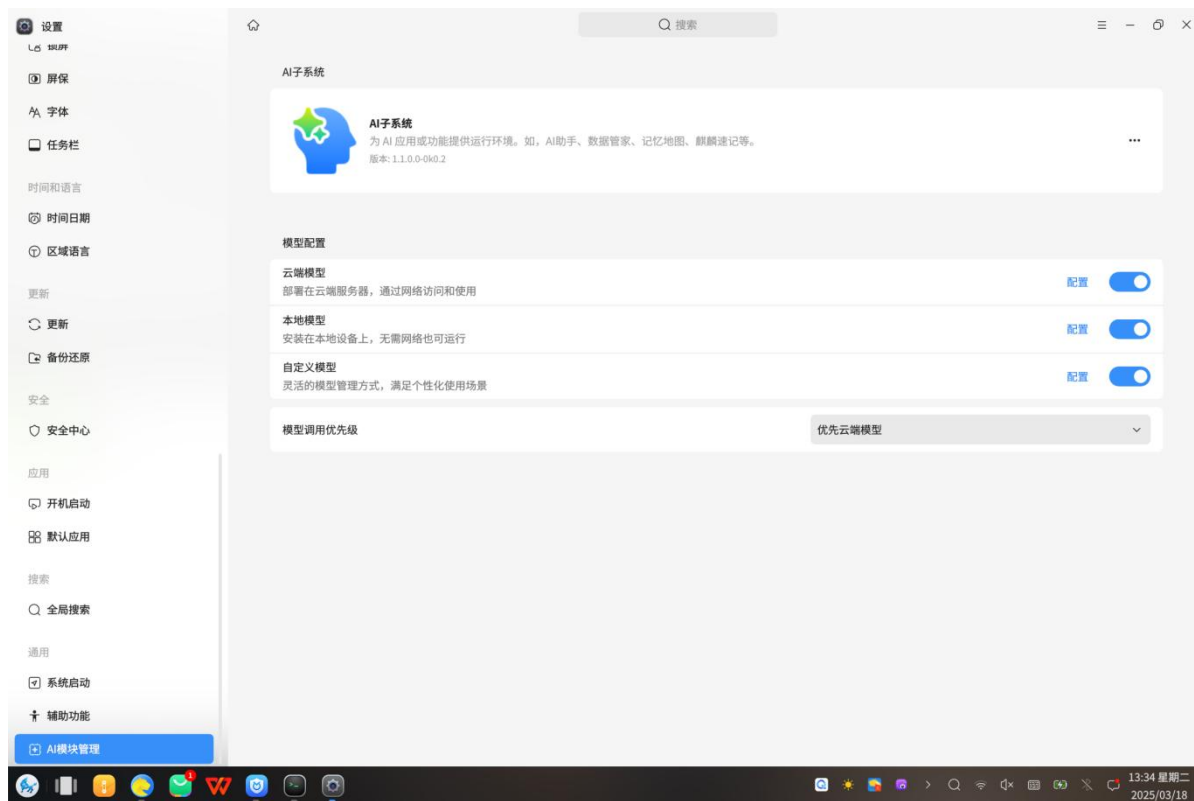 设置
搜索
锁屏
屏保
字体
任务栏
时间和语言
时间日期
区域语言
更新
更新
备份还原
安全
安全中心
应用
开机启动
默认应用
搜索
全局搜索
通用
系统启动
辅助功能
AI模块管理
AI子系统
AI子系统
为 AI 应用或功能提供运行环境。如，AI助手、数据管家、记忆地图、麒麟速记等。
版本: 1.1.0.0-0k0.2
模型配置
云端模型
部署在云端服务器，通过网络访问和使用
配置
本地模型
安装在本地设备上，无需网络也可运行
配置
自定义模型
灵活的模型管理方式，满足个性化使用场景
配置
模型调用优先级
优先云端模型
1
13:34 星期二
2025/03/18